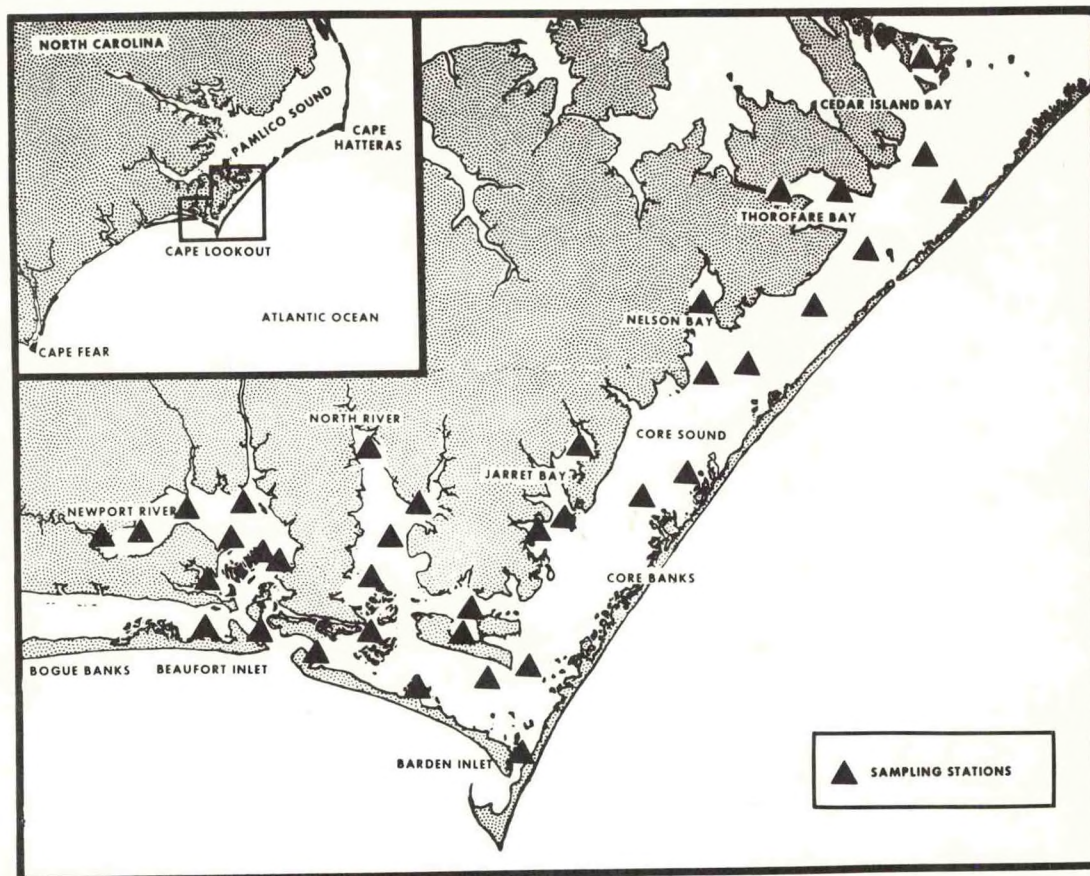 NORTH CAROLINA
PAMLICO SOUND
CAPE
HATTERAS
CAPE LOOKOUT
ATLANTIC OCEAN
CAPE FEAR
CEDAR ISLAND BAY
THOROFARE BAY
NELSON BAY
NORTH RIVER
CORE SOUND
JARRET BAY
NEWPORT RIVER
CORE BANKS
BOGUE BANKS
BEAUFORT INLET
BARDEN INLET
SAMPLING STATIONS